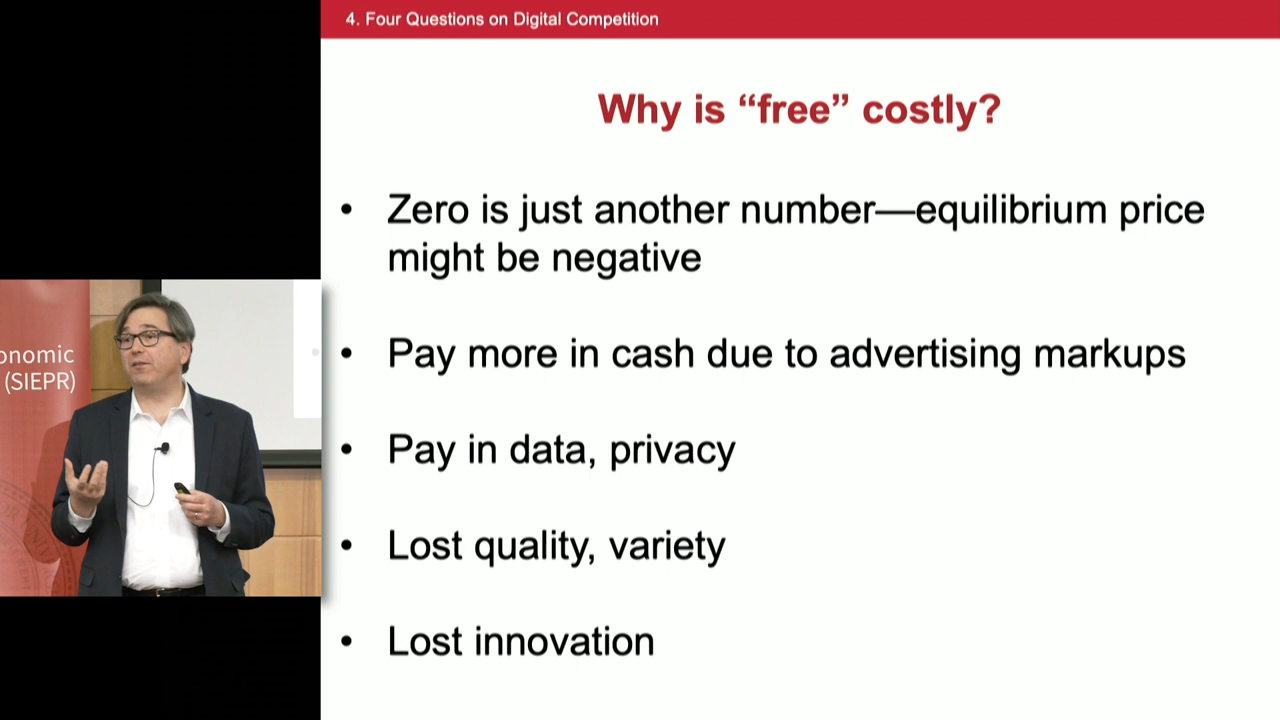 4. Four Questions on Digital Competition
Why is “free” costly?
• Zero is just another number—equilibrium price
might be negative
• Pay more in cash due to advertising markups
• Pay in data, privacy
• Lost quality, variety
• Lost innovation
onomic
(SIEPR)